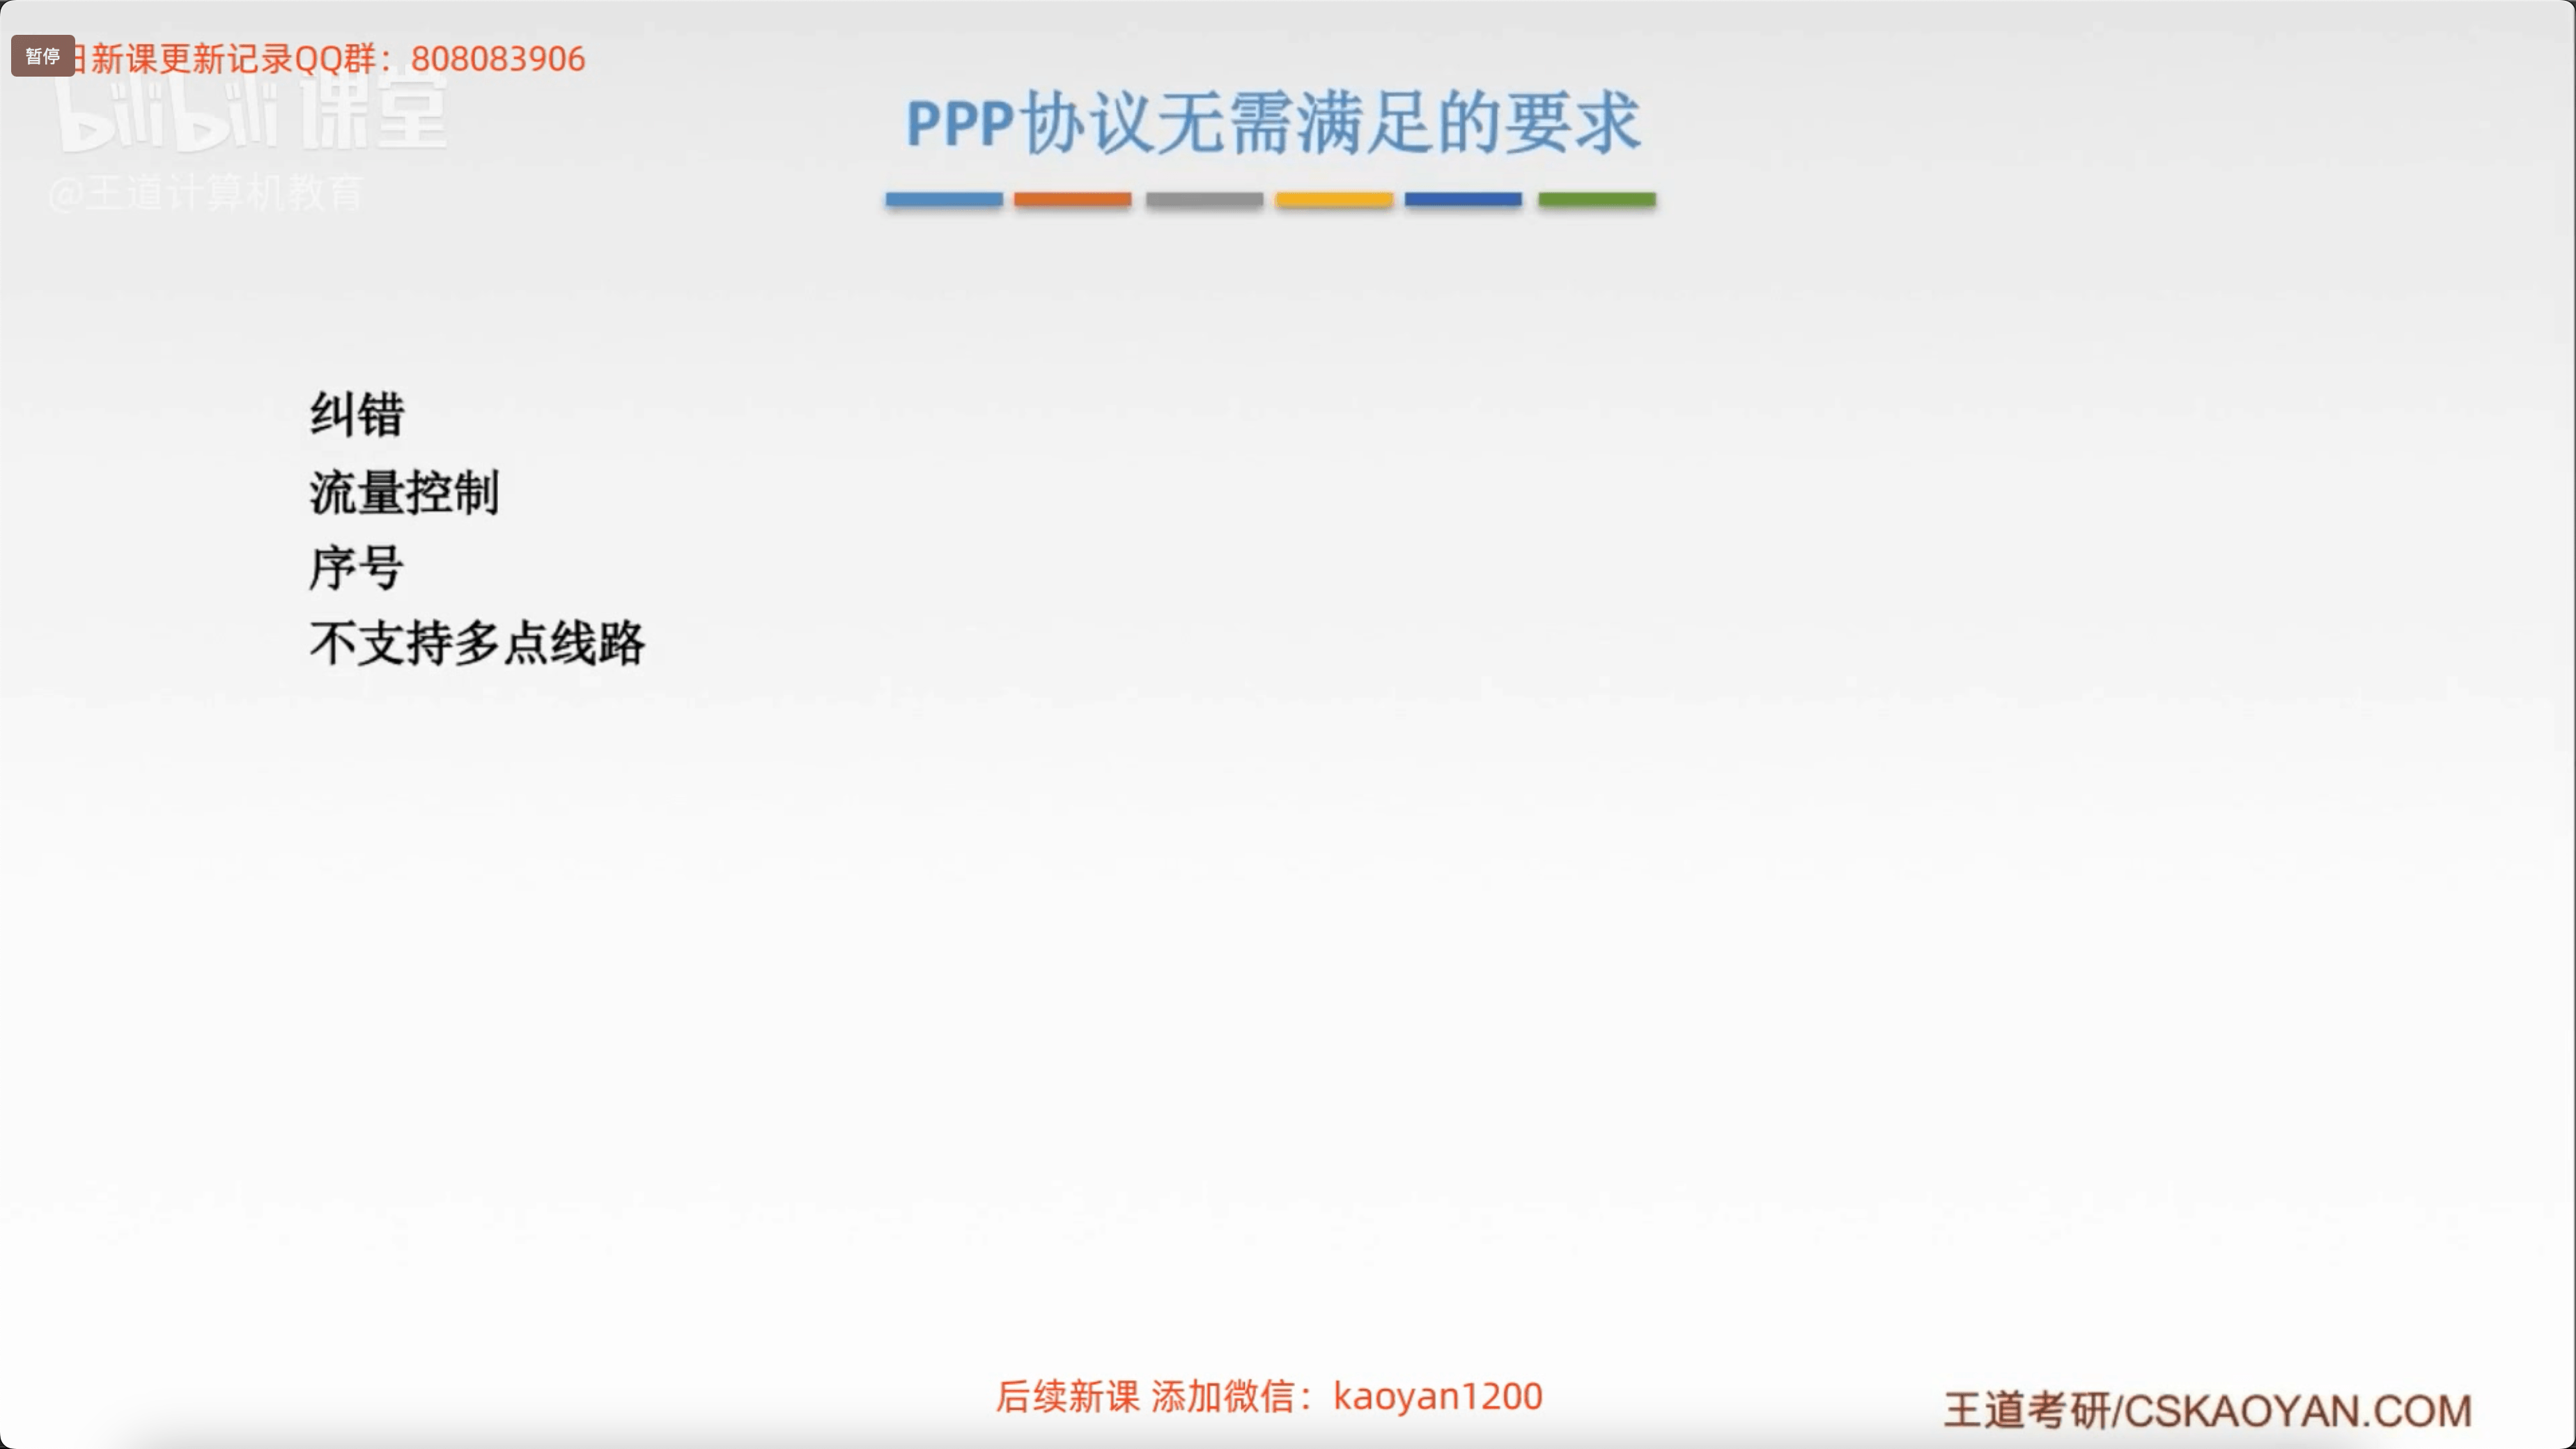 暂停
日新课更新记录QQ群：808083906
bilibili 课堂
@王道计算机教育
PPP协议无需满足的要求
纠错
流量控制
序号
不支持多点线路
后续新课 添加微信：kaoyan1200
王道考研/CSKAOYAN.COM